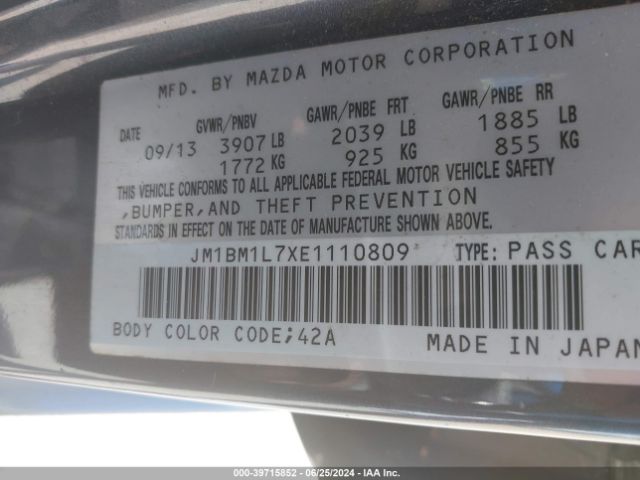 MFD. BY MAZDA MOTOR CORPORATION
DATE GVWR/PNBV GAWR/PNBE FRT GAWR/PNBE RR
09/13 3907 LB 2039 LB 1885 LB
1772 KG 925 KG 855 KG
THIS VEHICLE CONFORMS TO ALL APPLICABLE FEDERAL MOTOR VEHICLE SAFETY
,BUMPER,AND THEFT PREVENTION
STANDARDS IN EFFECT ON THE DATE OF MANUFACTURE SHOWN ABOVE.
JM1BM1L7XE1110809 TYPE: PASS CAR
BODY COLOR CODE;42A MADE IN JAPAN
000-39715852 - 06/25/2024 - IAA Inc.